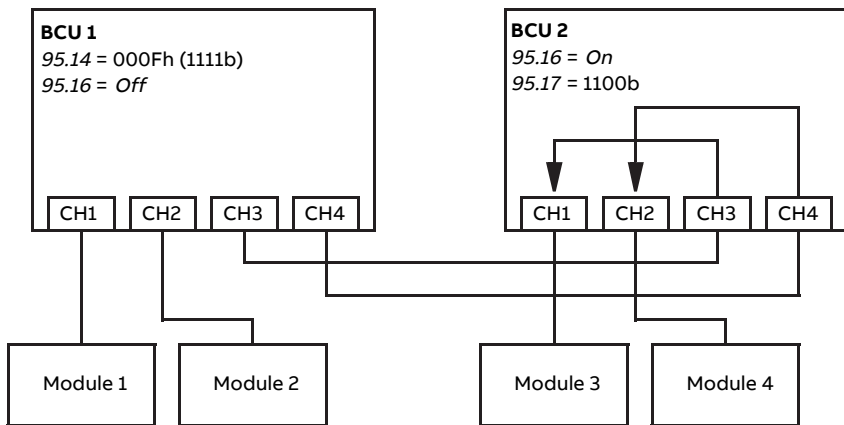 BCU 1
95.14 = 000Fh (1111b)
95.16 = Off
BCU 2
95.16 = On
95.17 = 1100b
CH1 CH2 CH3 CH4
CH1 CH2 CH3 CH4
Module 1 Module 2 Module 3 Module 4